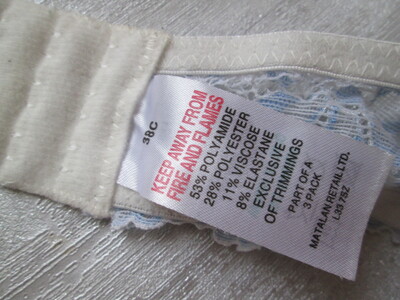 38C
KEEP AWAY FROM
FIRE AND FLAMES
53% POLYAMIDE
28% POLYESTER
11% VISCOSE
8% ELASTANE
EXCLUSIVE
OF TRIMMINGS
PART OF A
3 PACK
MATALAN RETAIL LTD.
L33 7SZ